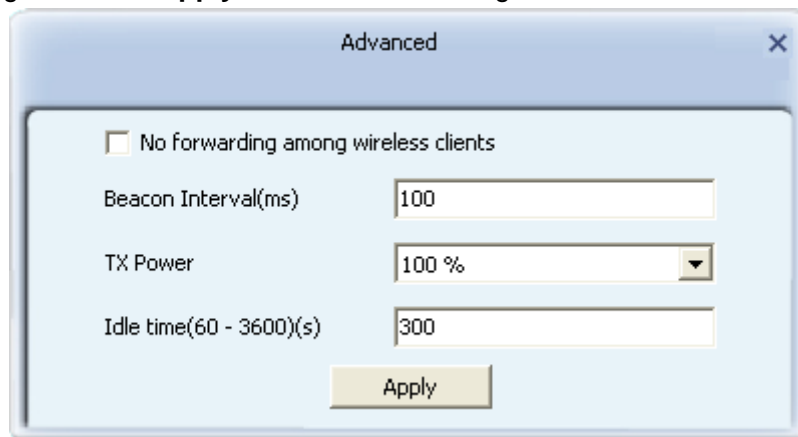 Advanced
No forwarding among wireless clients
Beacon Interval(ms) 100
TX Power 100 %
Idle time(60 - 3600)(s) 300
Apply